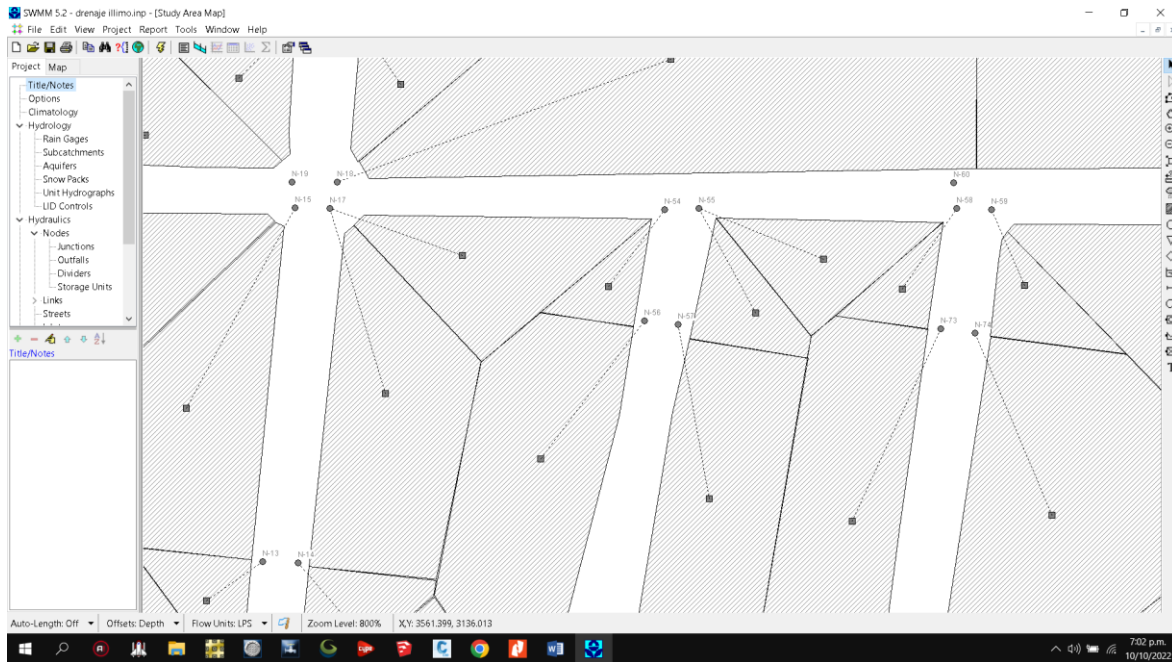 SWMM 5.2 - drenaje illimo.inp - [Study Area Map]
File Edit View Project Report Tools Window Help
Project Map
Title/Notes
Options
Climatology
Hydrology
Rain Gages
Subcatchments
Aquifers
Snow Packs
Unit Hydrographs
LID Controls
Hydraulics
Nodes
Junctions
Outfalls
Dividers
Storage Units
Links
Streets
Title/Notes
N-19 N-18 N-60
N-15 N-17 N-54 N-55 N-58 N-59
N-56 N-57 N-73 N-74
N-13 N-14
Auto-Length: Off Offsets: Depth Flow Units: LPS Zoom Level: 800% X,Y: 3561.399, 3136.013
7:02 p.m.
10/10/2022